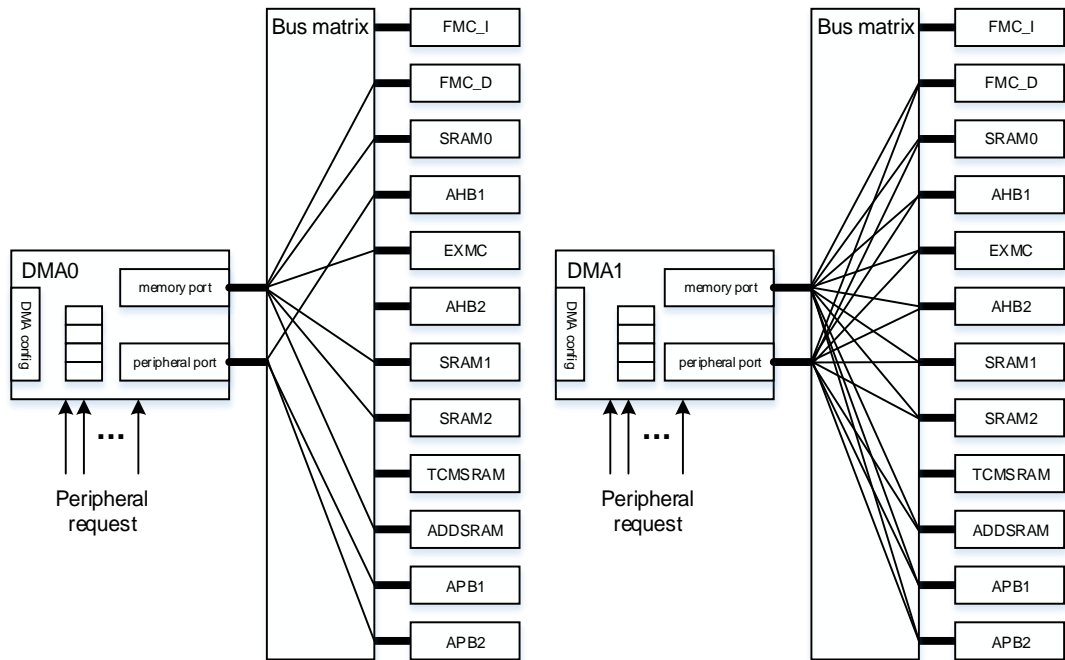 Bus matrix
FMC_I
FMC_D
SRAM0
AHB1
EXMC
AHB2
SRAM1
SRAM2
TCMSRAM
ADDSRAM
APB1
APB2
DMA0
memory port
DMA config
peripheral port
...
Peripheral
request
Bus matrix
FMC_I
FMC_D
SRAM0
AHB1
EXMC
AHB2
SRAM1
SRAM2
TCMSRAM
ADDSRAM
APB1
APB2
DMA1
memory port
DMA config
peripheral port
...
Peripheral
request